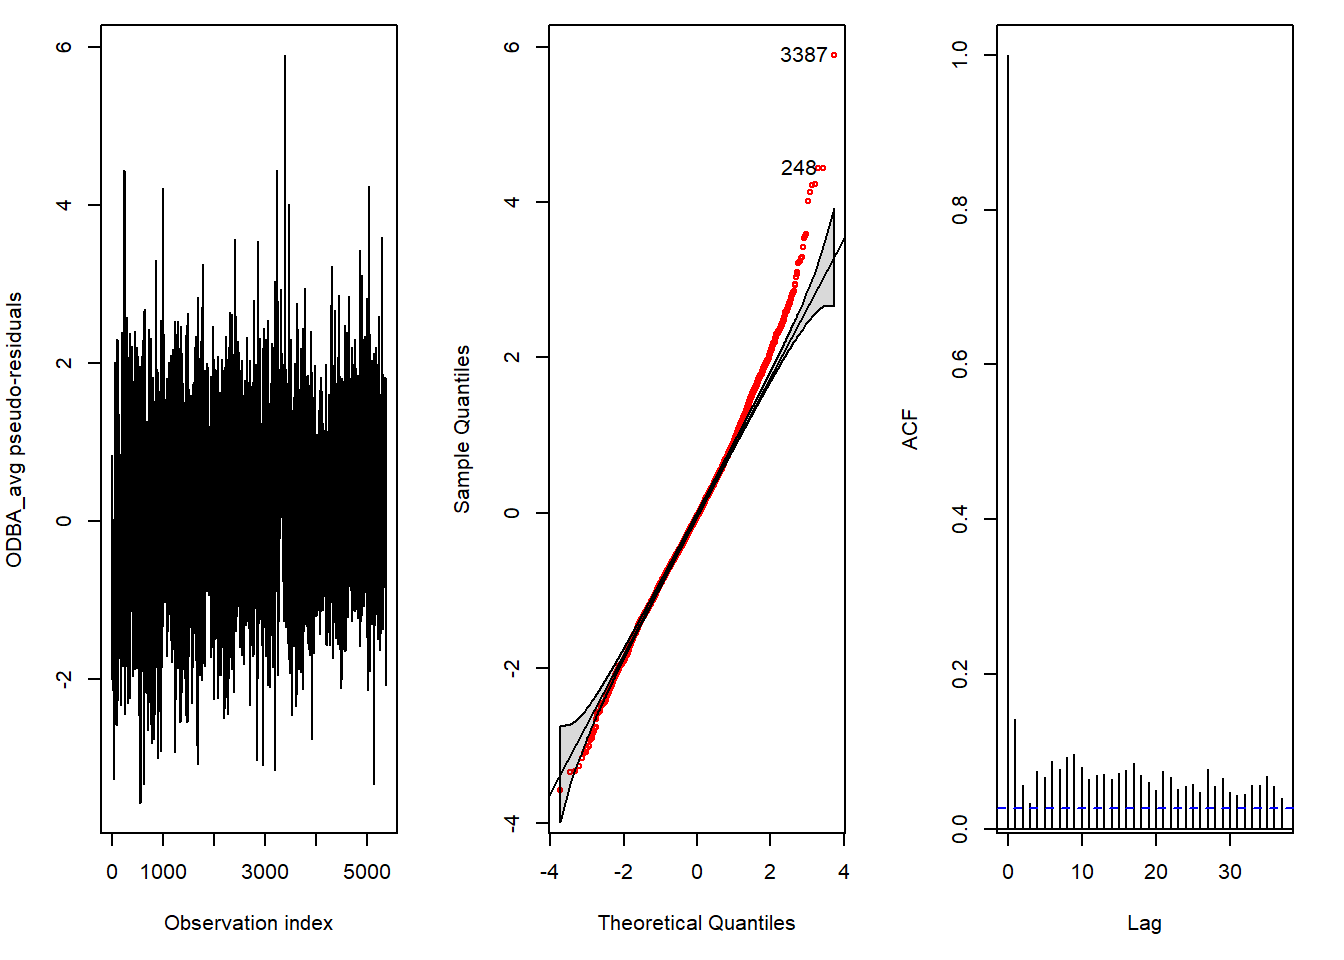 ODBA_avg pseudo-residuals
6
4
2
0
-2
0 1000 3000 5000
Observation index
Sample Quantiles
6
4
2
0
-2
-4
3387
248
-4 -2 0 2 4
Theoretical Quantiles
ACF
1.0
0.8
0.6
0.4
0.2
0.0
0 10 20 30
Lag